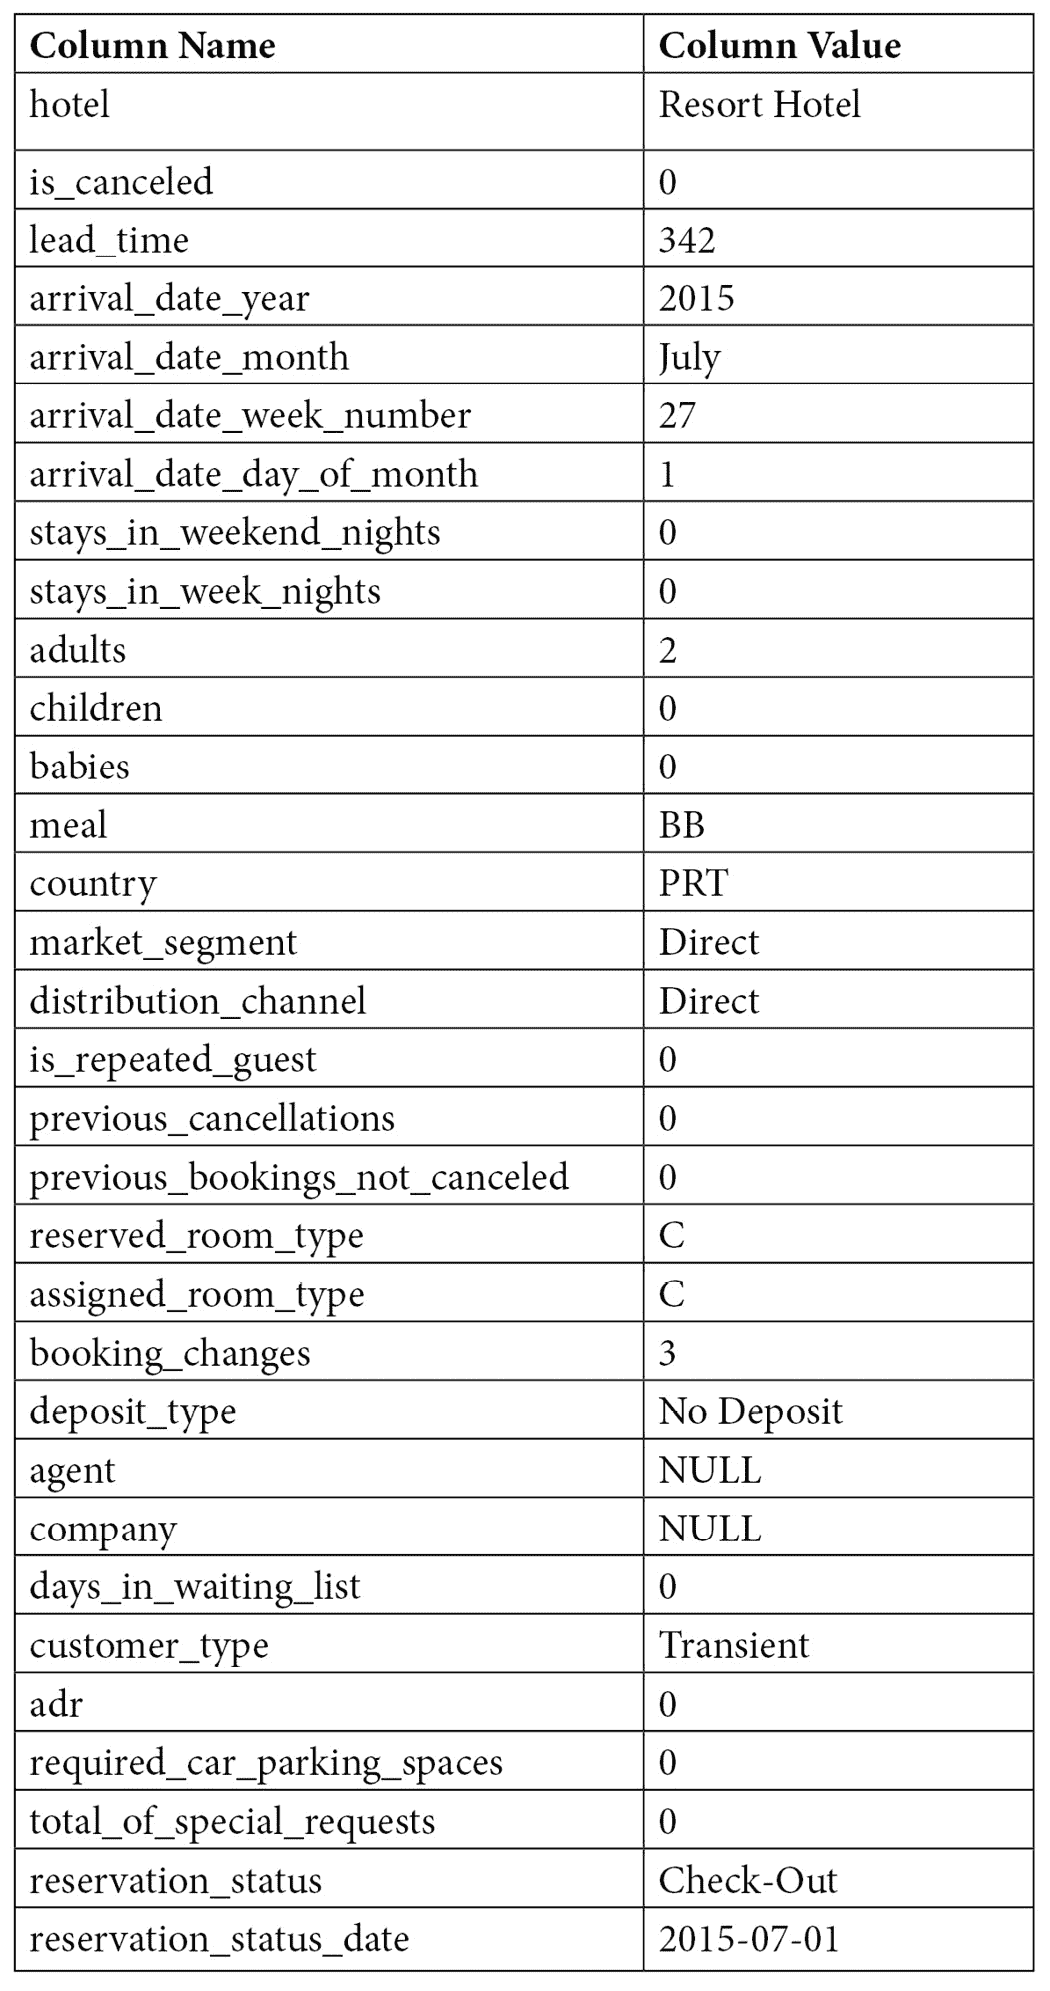 Column Name Column Value
hotel Resort Hotel
is_canceled 0
lead_time 342
arrival_date_year 2015
arrival_date_month July
arrival_date_week_number 27
arrival_date_day_of_month 1
stays_in_weekend_nights 0
stays_in_week_nights 0
adults 2
children 0
babies 0
meal BB
country PRT
market_segment Direct
distribution_channel Direct
is_repeated_guest 0
previous_cancellations 0
previous_bookings_not_canceled 0
reserved_room_type C
assigned_room_type C
booking_changes 3
deposit_type No Deposit
agent NULL
company NULL
days_in_waiting_list 0
customer_type Transient
adr 0
required_car_parking_spaces 0
total_of_special_requests 0
reservation_status Check-Out
reservation_status_date 2015-07-01